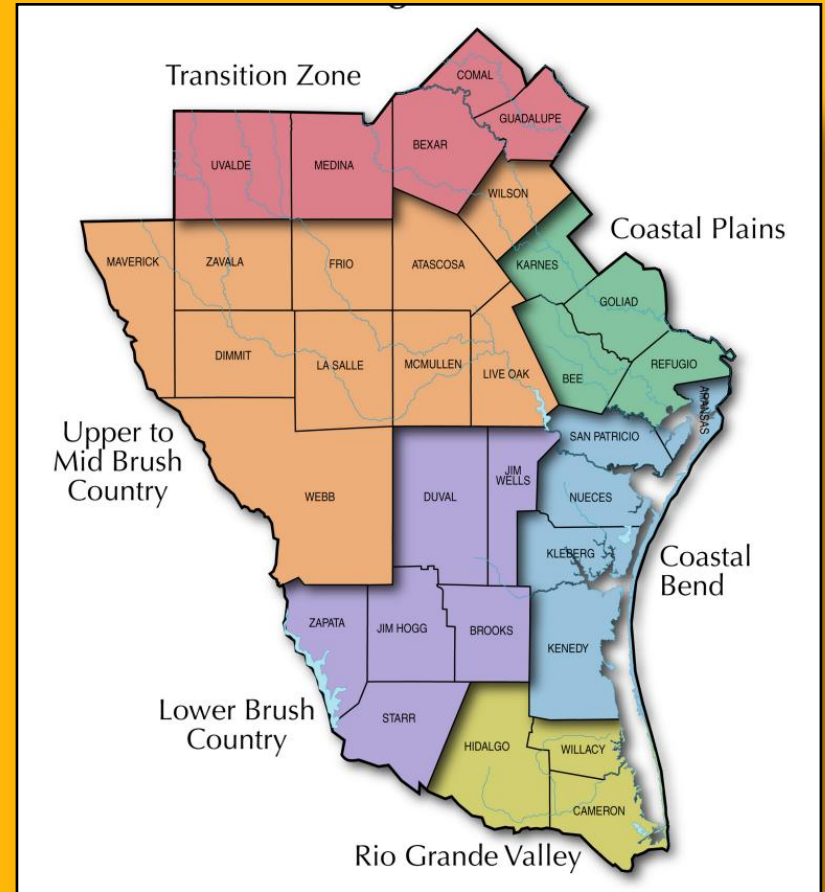 Transition Zone
COMAL
GUADALUPE
BEXAR
UVALDE
MEDINA
WILSON
Coastal Plains
MAVERICK
ZAVALA
FRIO
ATASCOSA
KARNES
GOLIAD
DIMMIT
LA SALLE
MCMULLEN
LIVE OAK
BEE
REFUGIO
ARANSAS
Upper to
Mid Brush
Country
SAN PATRICIO
JIM
WELLS
WEBB
DUVAL
NUECES
KLEBERG
Coastal
Bend
ZAPATA
JIM HOGG
BROOKS
KENEDY
Lower Brush
Country
STARR
HIDALGO
WILLACY
CAMERON
Rio Grande Valley